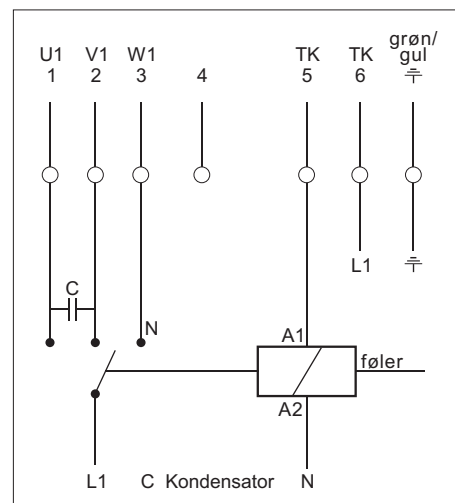 grøn/
U1 V1 W1 TK TK gul
1 2 3 4 5 6
L1
C
N
A1
føler
A2
L1 C Kondensator N